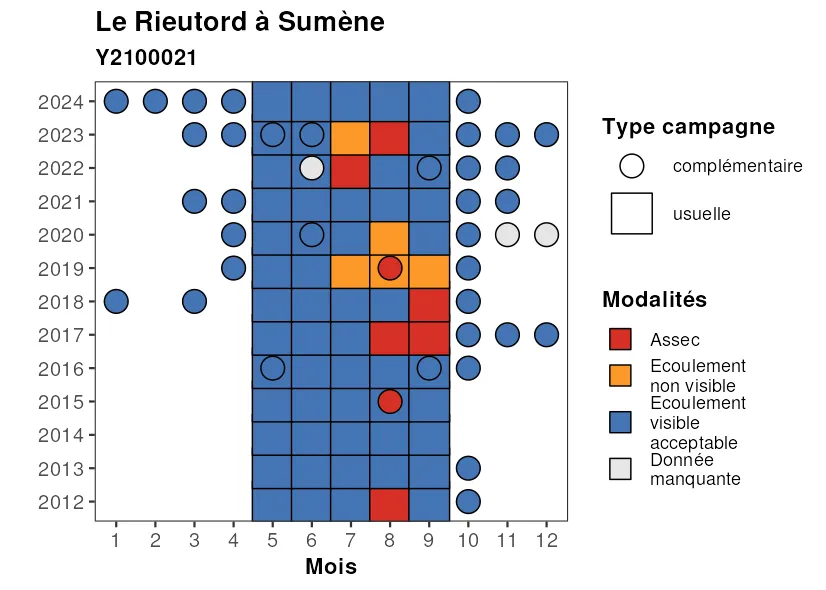 Le Rieutord à Sumène
Y2100021
2024
2023
2022
2021
2020
2019
2018
2017
2016
2015
2014
2013
2012
1 2 3 4 5 6 7 8 9 10 11 12
Mois
Type campagne
complémentaire
usuelle
Modalités
Assec
Ecoulement
non visible
Ecoulement
visible
acceptable
Donnée
manquante